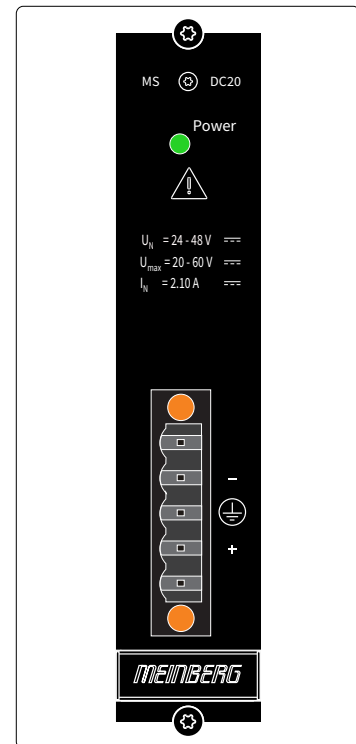 MS DC20
Power
U_N = 24 - 48 V
U_max = 20 - 60 V
I_N = 2.10 A
−
+
MEINBERG